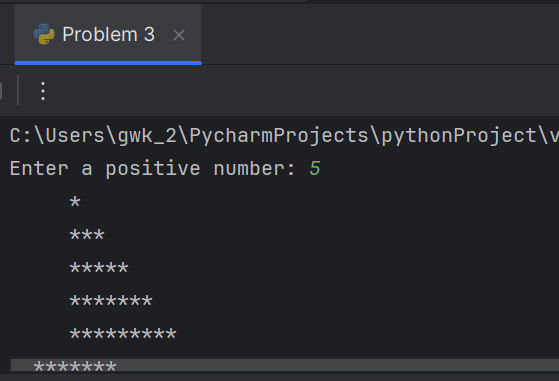 Problem 3
C:\Users\gwk_2\PycharmProjects\pythonProject\v
Enter a positive number: 5
*
***
*****
*******
*********
*******